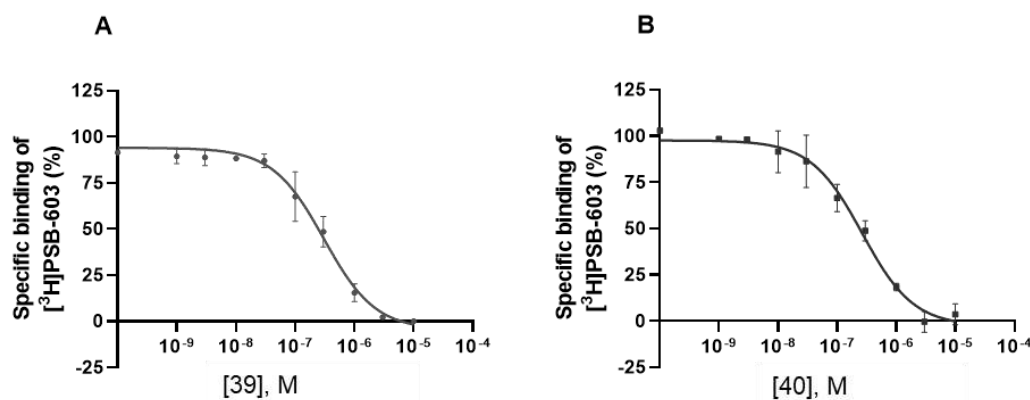 A
Specific binding of
[³H]PSB-603 (%)
125
100
75
50
25
0
-25
10⁻⁹ 10⁻⁸ 10⁻⁷ 10⁻⁶ 10⁻⁵ 10⁻⁴
[39], M
B
Specific binding of
[³H]PSB-603 (%)
125
100
75
50
25
0
-25
10⁻⁹ 10⁻⁸ 10⁻⁷ 10⁻⁶ 10⁻⁵ 10⁻⁴
[40], M